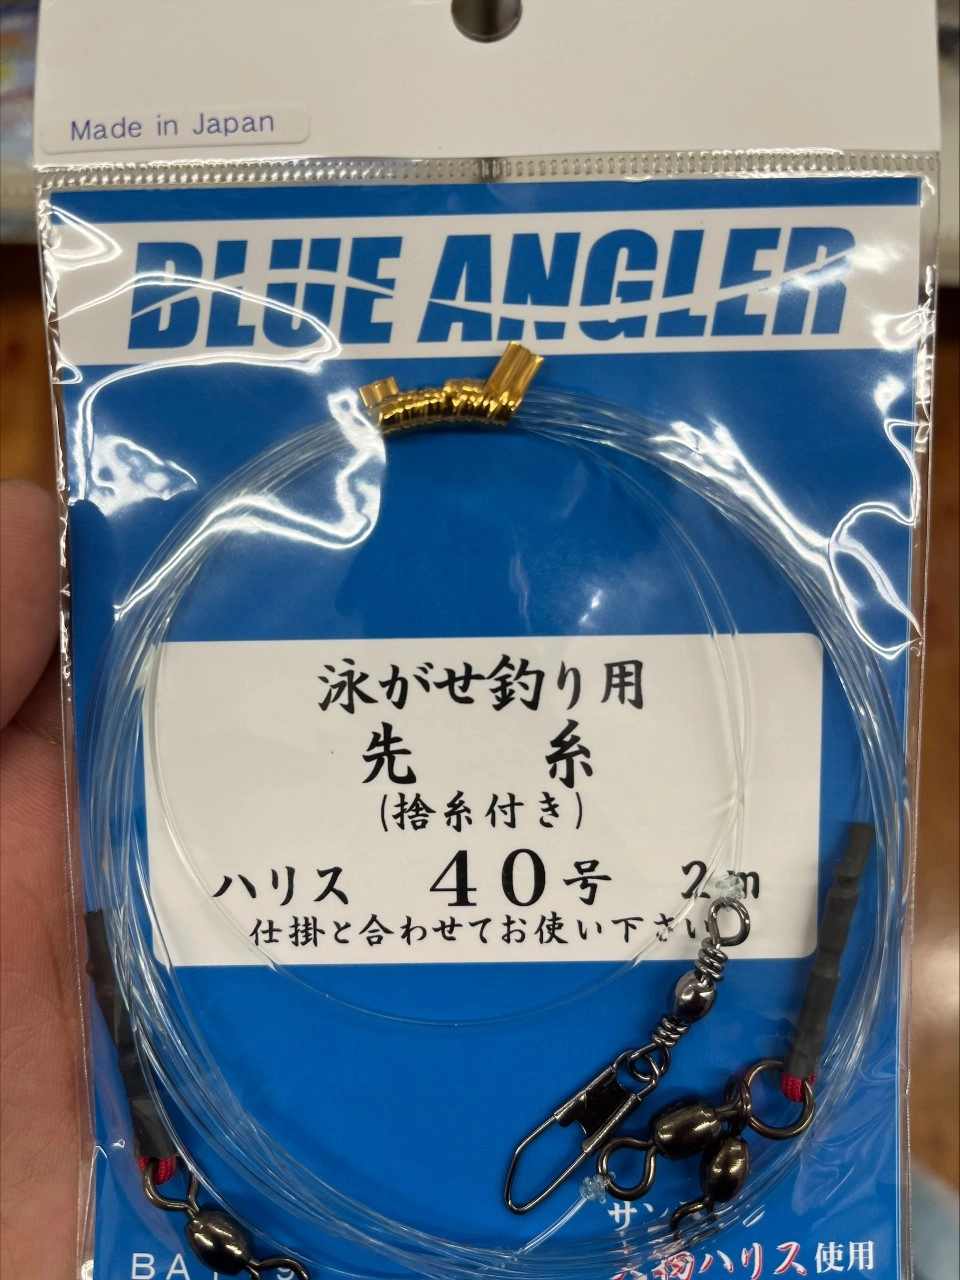 Made in Japan
BLUE ANGLER
泳がせ釣り用
先 糸
(捨糸付き)
ハリス 40号 2m
仕掛と合わせてお使い下さい
ハリス使用